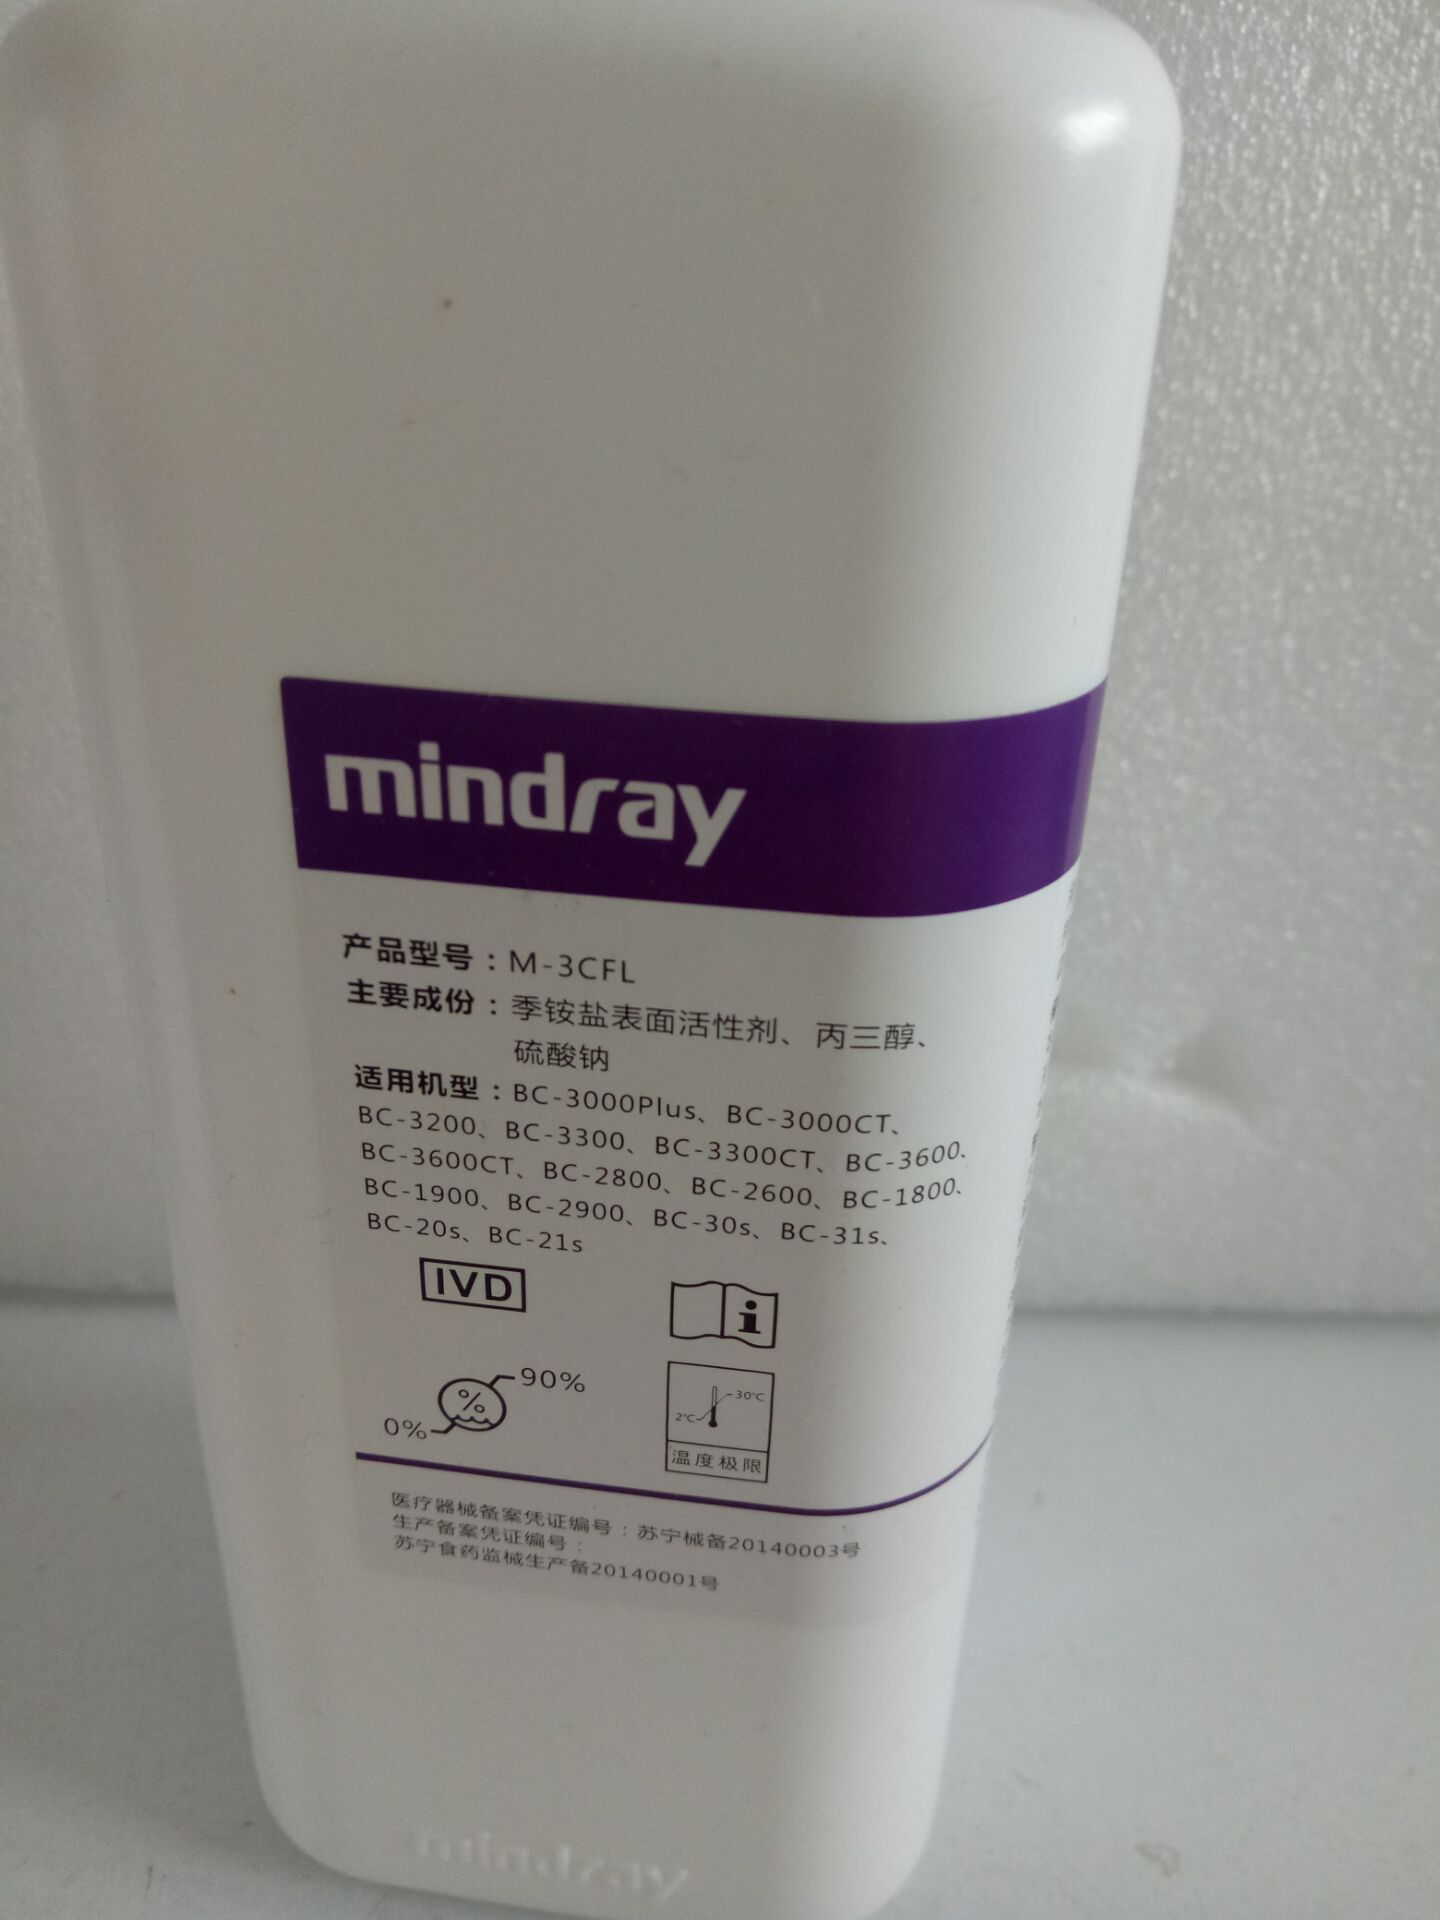 mindray
产品型号：M-3CFL
主要成份：季铵盐表面活性剂、丙三醇、
硫酸钠
适用机型：BC-3000Plus、BC-3000CT、
BC-3200、BC-3300、BC-3300CT、BC-3600、
BC-3600CT、BC-2800、BC-2600、BC-1800、
BC-1900、BC-2900、BC-30s、BC-31s、
BC-20s、BC-21s
IVD
i
90%
%
0%
30℃
2℃
温度极限
医疗器械备案凭证编号：苏宁械备20140003号
生产备案凭证编号：
苏宁食药监械生产备20140001号
mindray